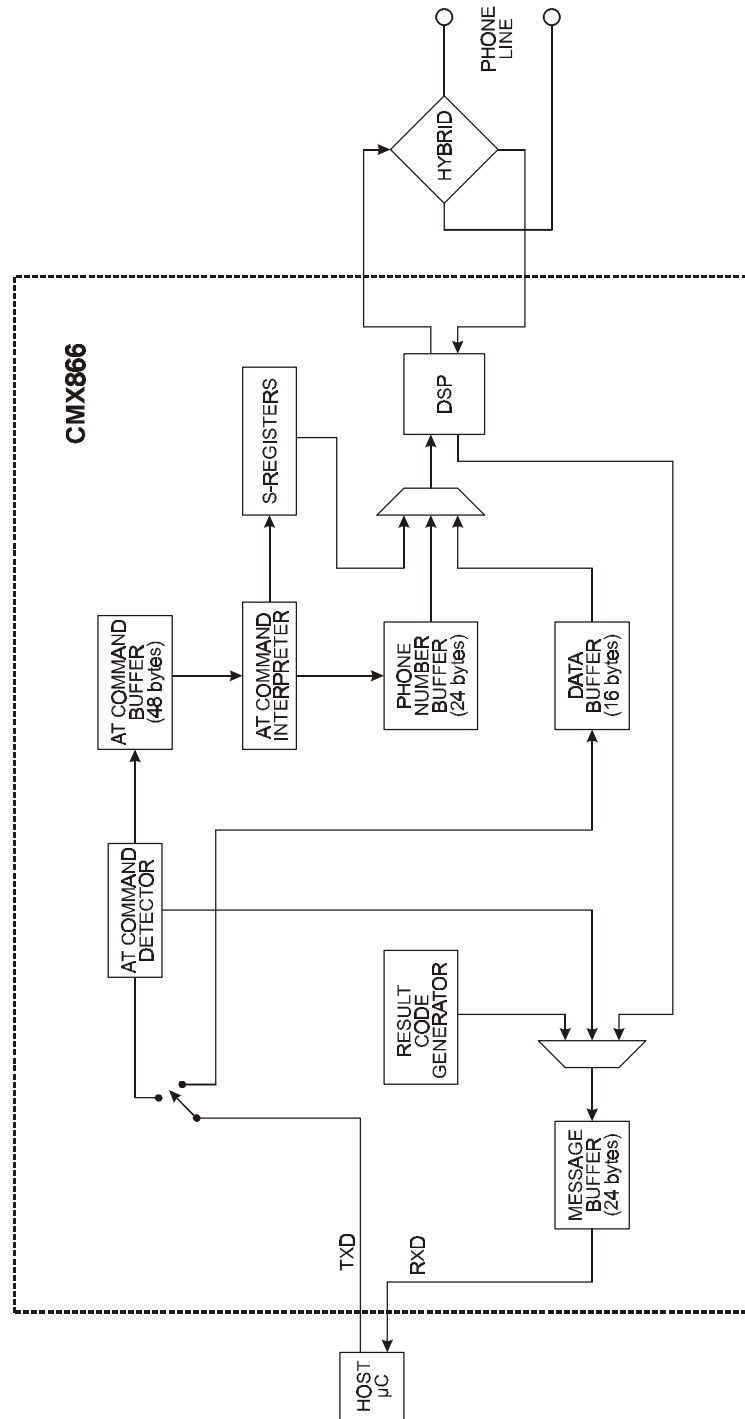 CMX866
HOST
µC
TXD
RXD
AT COMMAND
DETECTOR
AT COMMAND
BUFFER
(48 bytes)
AT COMMAND
INTERPRETER
S-REGISTERS
PHONE
NUMBER
BUFFER
(24 bytes)
DATA
BUFFER
(16 bytes)
RESULT
CODE
GENERATOR
MESSAGE
BUFFER
(24 bytes)
DSP
HYBRID
PHONE
LINE